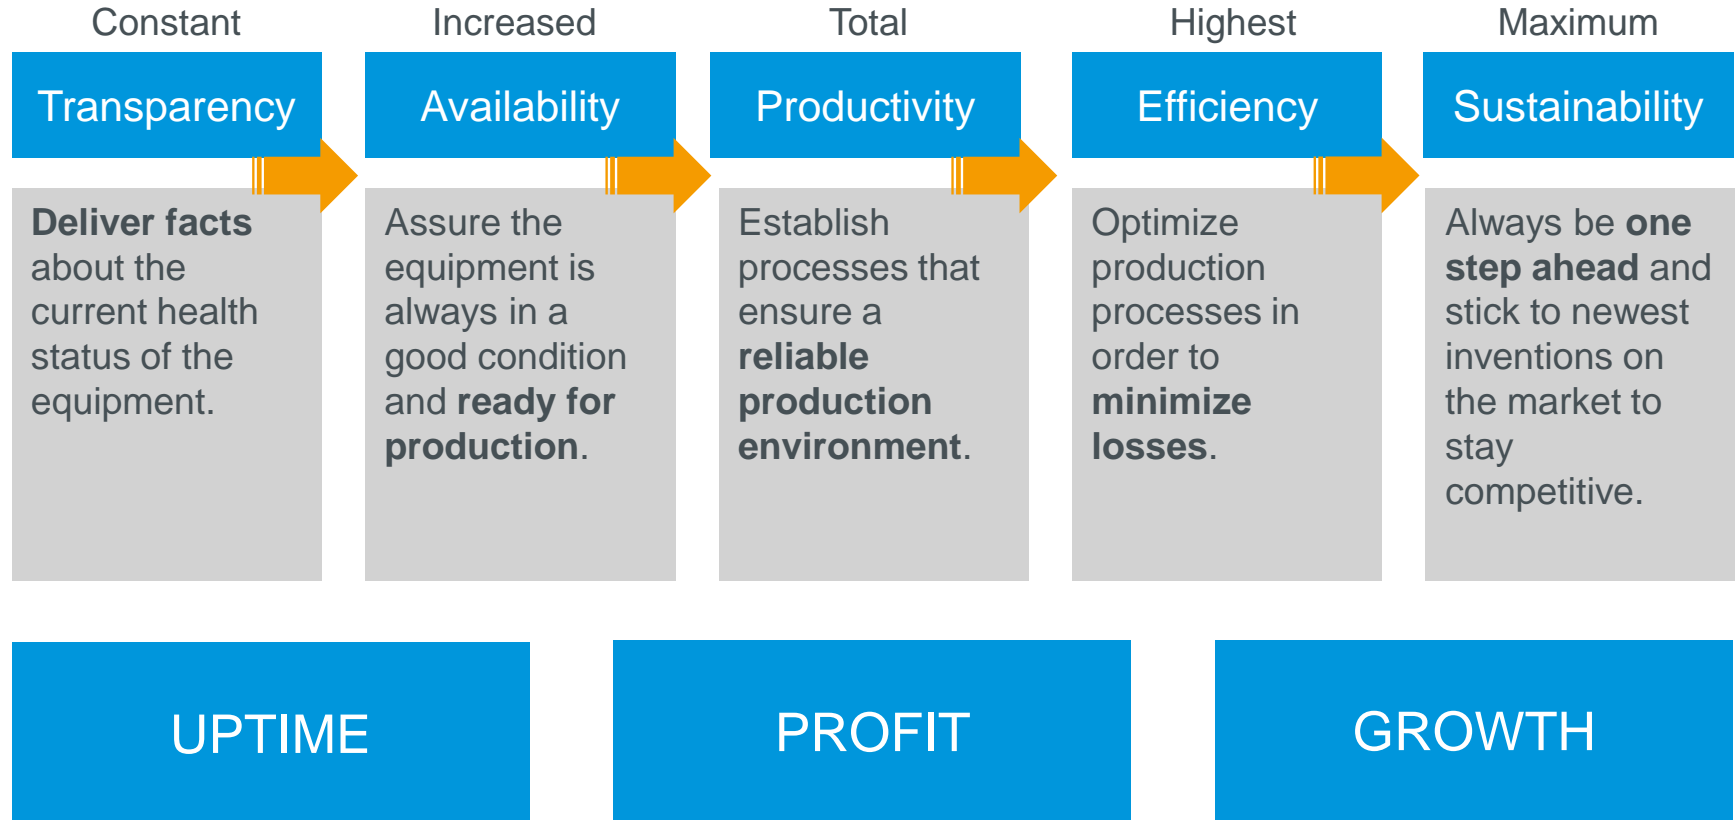 Constant
Transparency
Deliver facts
about the
current health
status of the
equipment.
Increased
Availability
Assure the
equipment is
always in a
good condition
and ready for
production.
Total
Productivity
Establish
processes that
ensure a
reliable
production
environment.
Highest
Efficiency
Optimize
production
processes in
order to
minimize
losses.
Maximum
Sustainability
Always be one
step ahead and
stick to newest
inventions on
the market to
stay
competitive.
UPTIME
PROFIT
GROWTH